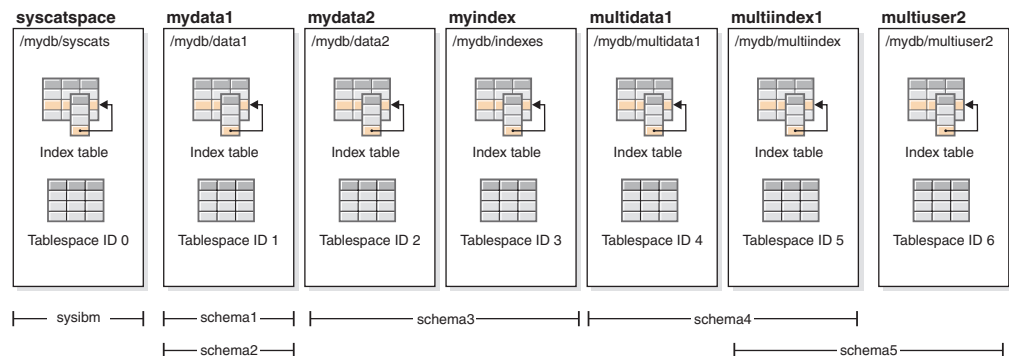 syscatspace
mydata1
mydata2
myindex
multidata1
multiindex1
multiuser2
/mydb/syscats
/mydb/data1
/mydb/data2
/mydb/indexes
/mydb/multidata1
/mydb/multiindex
/mydb/multiuser2
Index table
Index table
Index table
Index table
Index table
Index table
Index table
Tablespace ID 0
Tablespace ID 1
Tablespace ID 2
Tablespace ID 3
Tablespace ID 4
Tablespace ID 5
Tablespace ID 6
sysibm
schema1
schema3
schema4
schema2
schema5